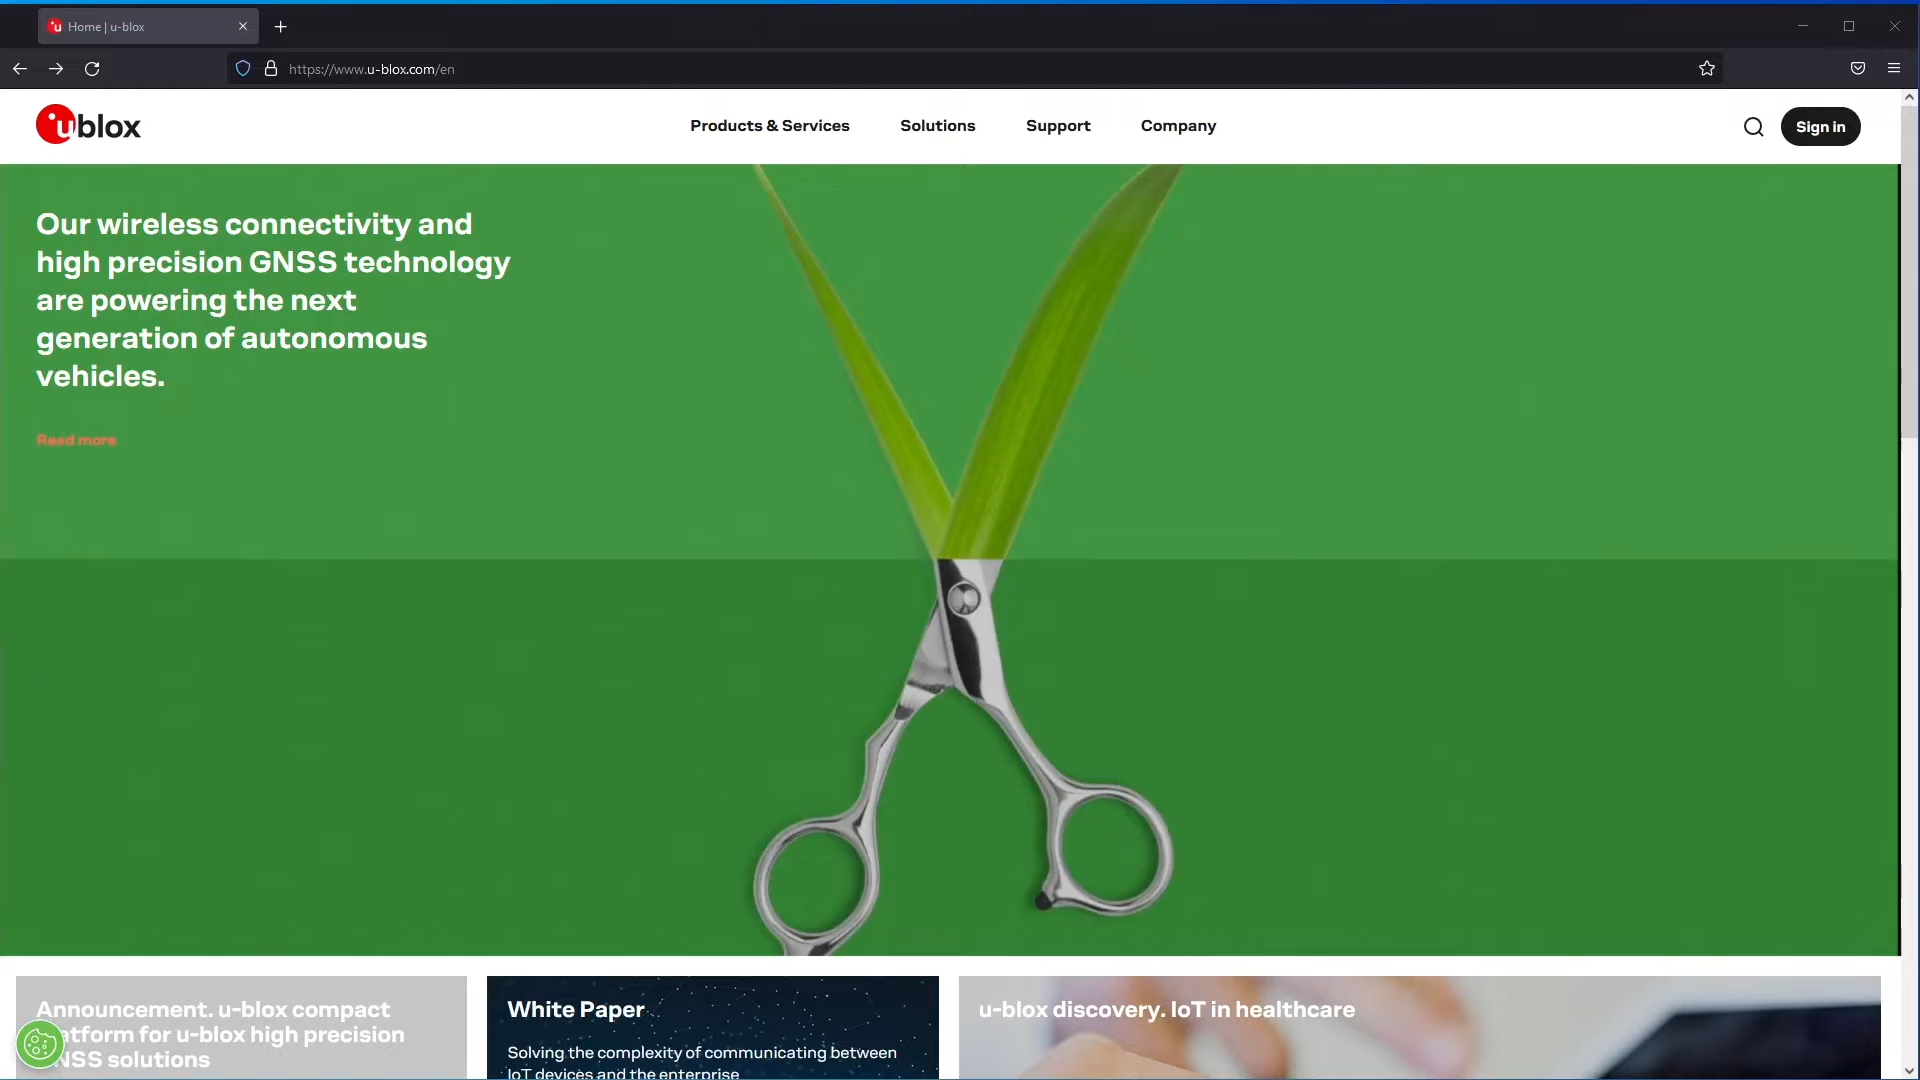 Home | u-blox
https://www.u-blox.com/en
ublox
Products & Services
Solutions
Support
Company
Sign in
Our wireless connectivity and
high precision GNSS technology
are powering the next
generation of autonomous
vehicles.
Read more
Announcement. u-blox compact
atform for u-blox high precision
NSS solutions
White Paper
Solving the complexity of communicating between
IoT devices and the enterprise
u-blox discovery. IoT in healthcare